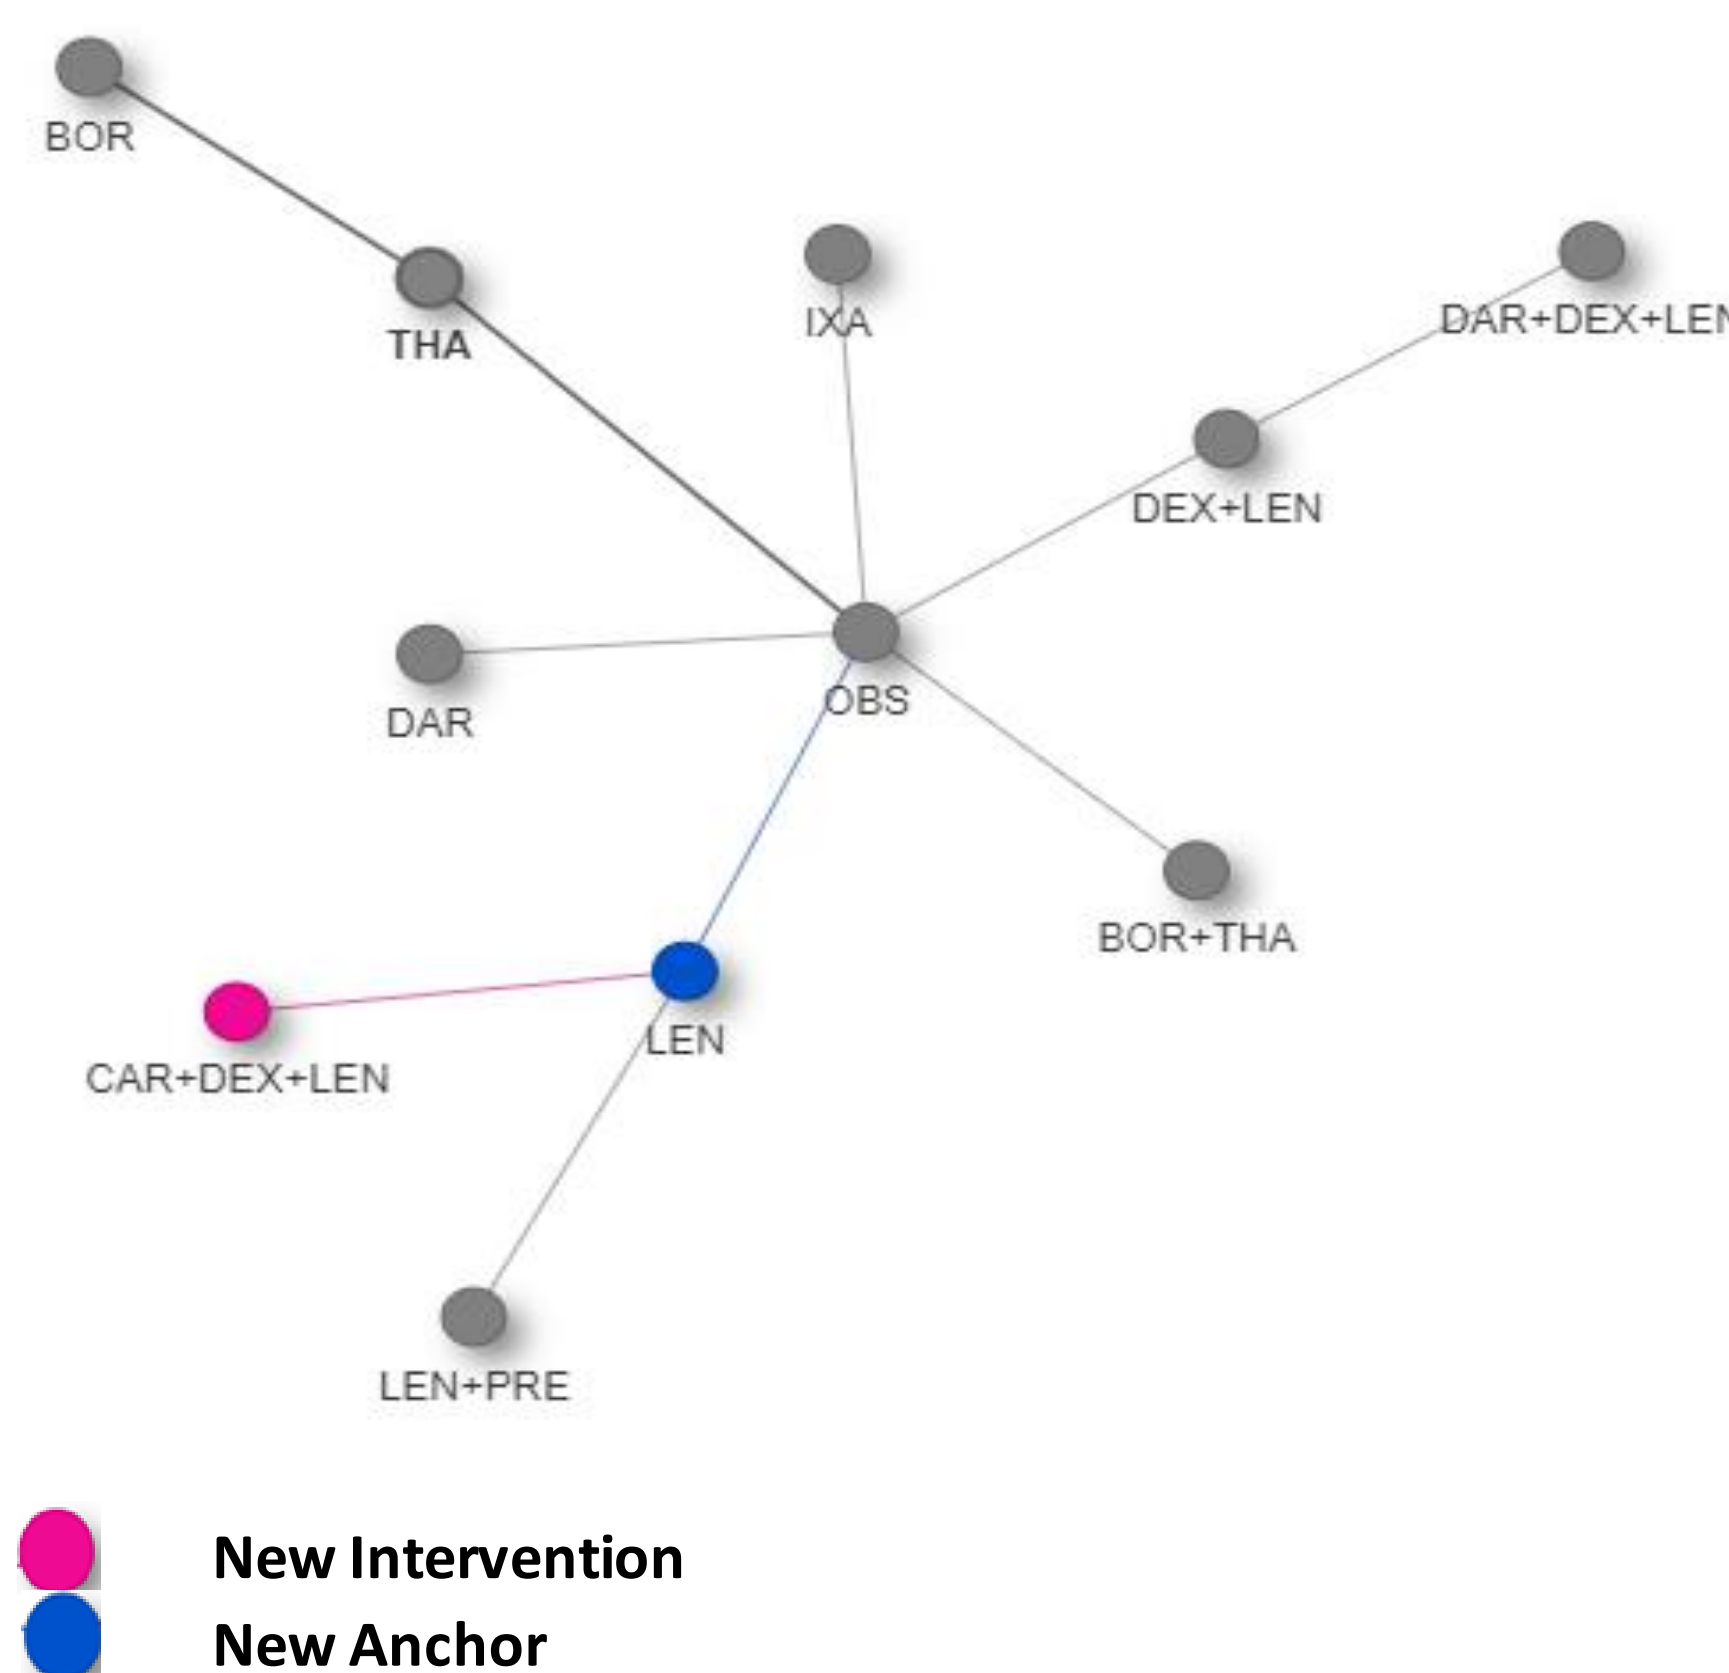 BOR
THA
IXA
DAR+DEX+LEN
DEX+LEN
OBS
DAR
BOR+THA
LEN
CAR+DEX+LEN
LEN+PRE
New Intervention
New Anchor